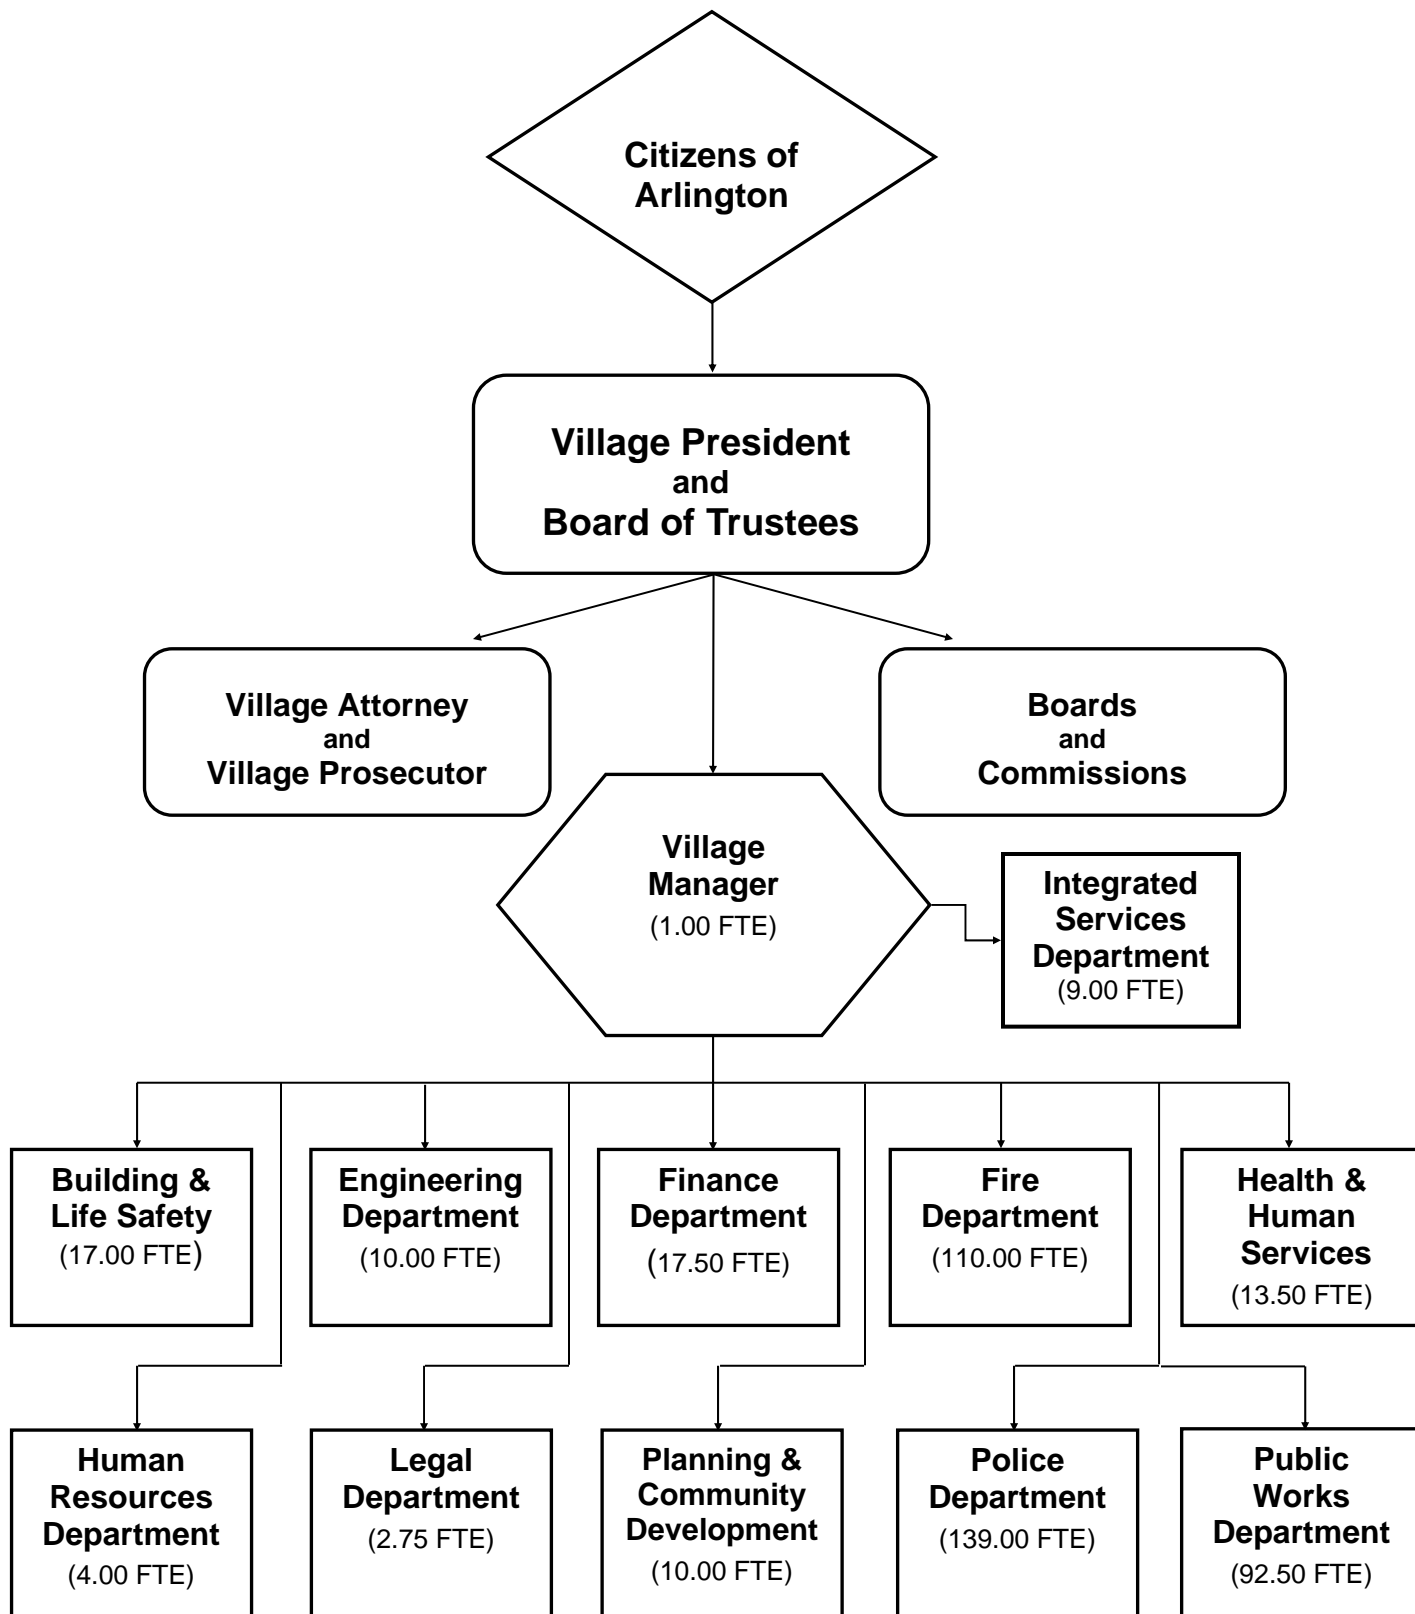 Citizens of
Arlington
Village President
and
Board of Trustees
Village Attorney
and
Village Prosecutor
Boards
and
Commissions
Village
Manager
(1.00 FTE)
Integrated
Services
Department
(9.00 FTE)
Building &
Life Safety
(17.00 FTE)
Engineering
Department
(10.00 FTE)
Finance
Department
(17.50 FTE)
Fire
Department
(110.00 FTE)
Health &
Human
Services
(13.50 FTE)
Human
Resources
Department
(4.00 FTE)
Legal
Department
(2.75 FTE)
Planning &
Community
Development
(10.00 FTE)
Police
Department
(139.00 FTE)
Public
Works
Department
(92.50 FTE)